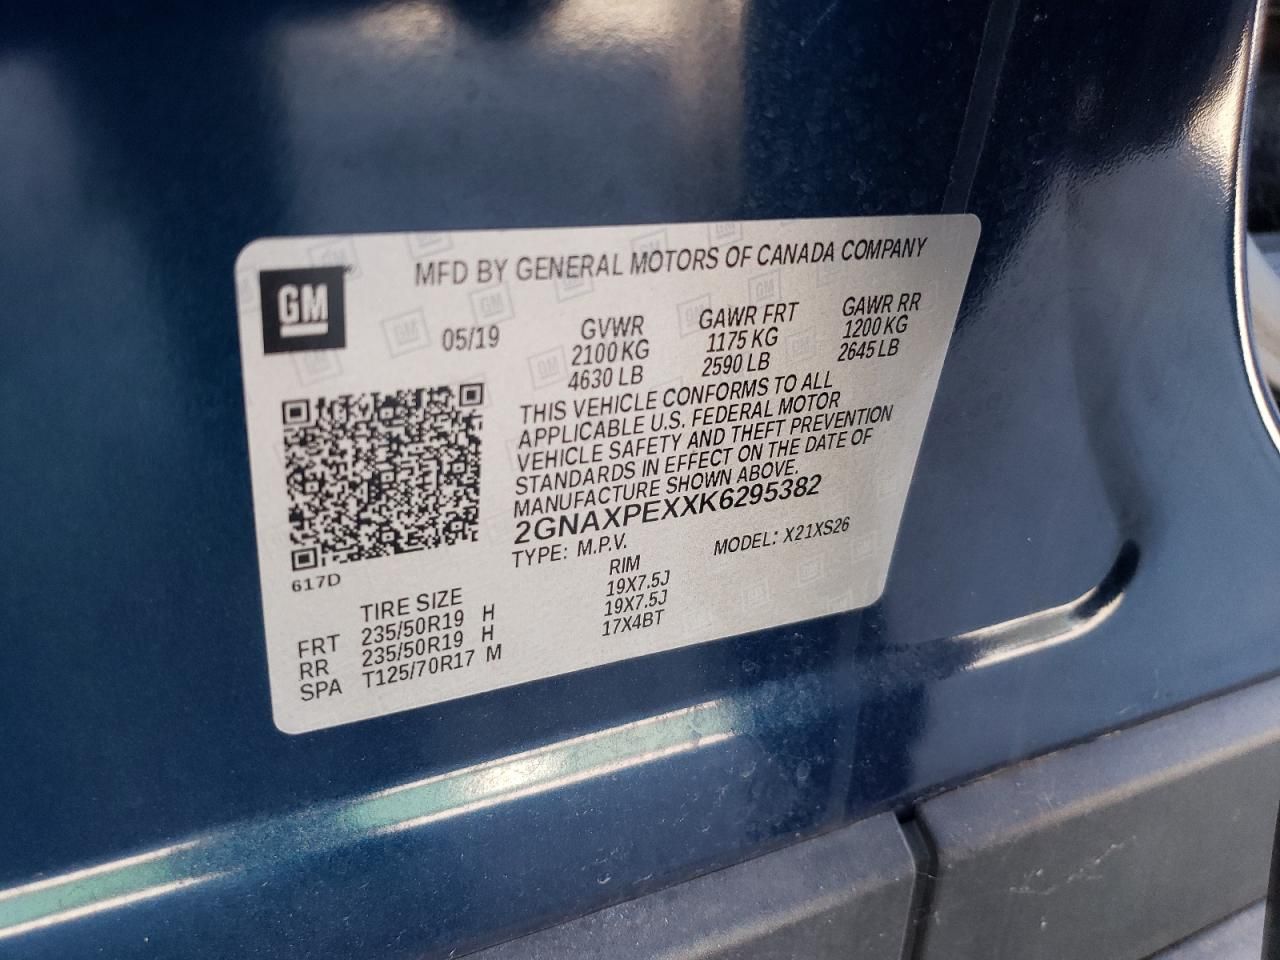 GM
MFD BY GENERAL MOTORS OF CANADA COMPANY
05/19 GVWR GAWR FRT GAWR RR
2100 KG 1175 KG 1200 KG
4630 LB 2590 LB 2645 LB
THIS VEHICLE CONFORMS TO ALL
APPLICABLE U.S. FEDERAL MOTOR
VEHICLE SAFETY AND THEFT PREVENTION
STANDARDS IN EFFECT ON THE DATE OF
MANUFACTURE SHOWN ABOVE.
2GNAXPEXXK6295382
TYPE: M.P.V. MODEL: X21XS26
617D
TIRE SIZE RIM
FRT 235/50R19 H 19X7.5J
RR 235/50R19 H 19X7.5J
SPA T125/70R17 M 17X4BT